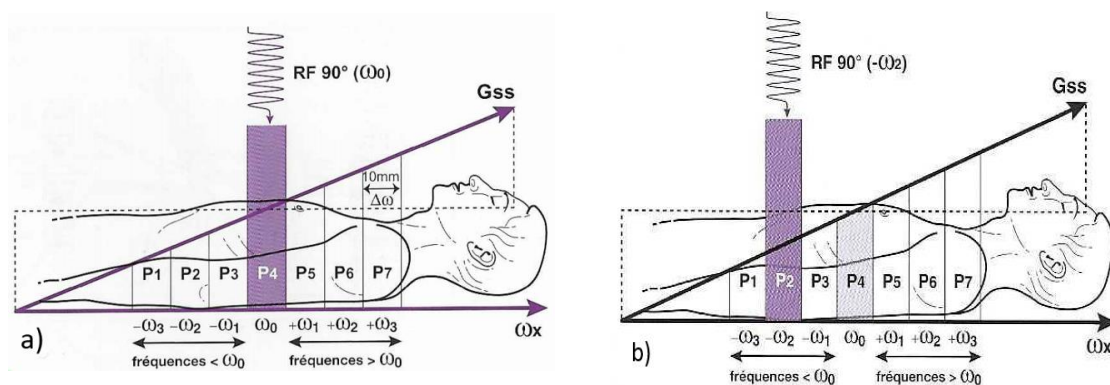 RF 90° (ω0)
Gss
10mm
Δω
P1 P2 P3 P4 P5 P6 P7
-ω3 -ω2 -ω1 ω0 +ω1 +ω2 +ω3
ωx
fréquences < ω0 fréquences > ω0
a)
RF 90° (-ω2)
Gss
P1 P2 P3 P4 P5 P6 P7
-ω3 -ω2 -ω1 ω0 +ω1 +ω2 +ω3
ωx
fréquences < ω0 fréquences > ω0
b)